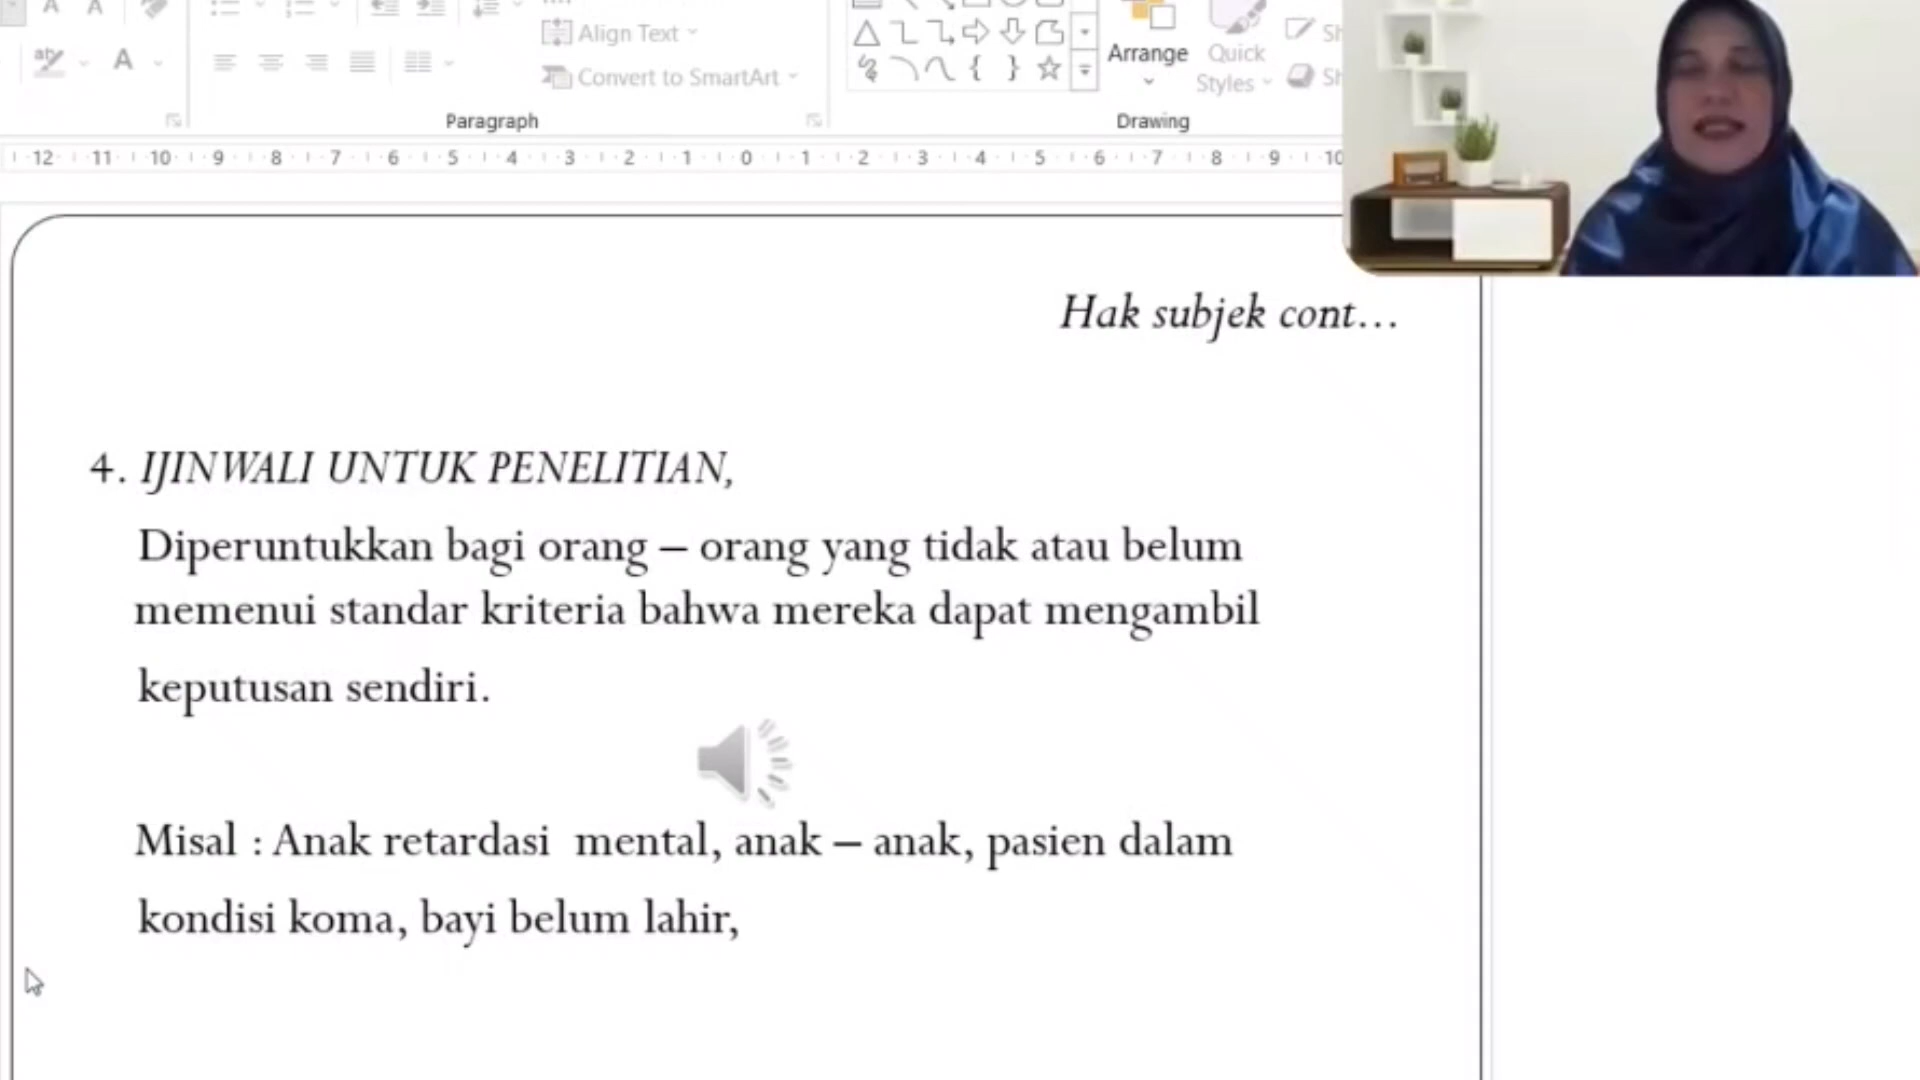 Align Text
Convert to SmartArt
Arrange
Quick
Styles
Sh
Sh
Paragraph
Drawing
12 11 10 9 8 7 6 5 4 3 2 1 0 1 2 3 4 5 6 7 8 9 10
Hak subjek cont...
4. IJINWALI UNTUK PENELITIAN,
Diperuntukkan bagi orang – orang yang tidak atau belum
memenui standar kriteria bahwa mereka dapat mengambil
keputusan sendiri.
Misal : Anak retardasi mental, anak – anak, pasien dalam
kondisi koma, bayi belum lahir,